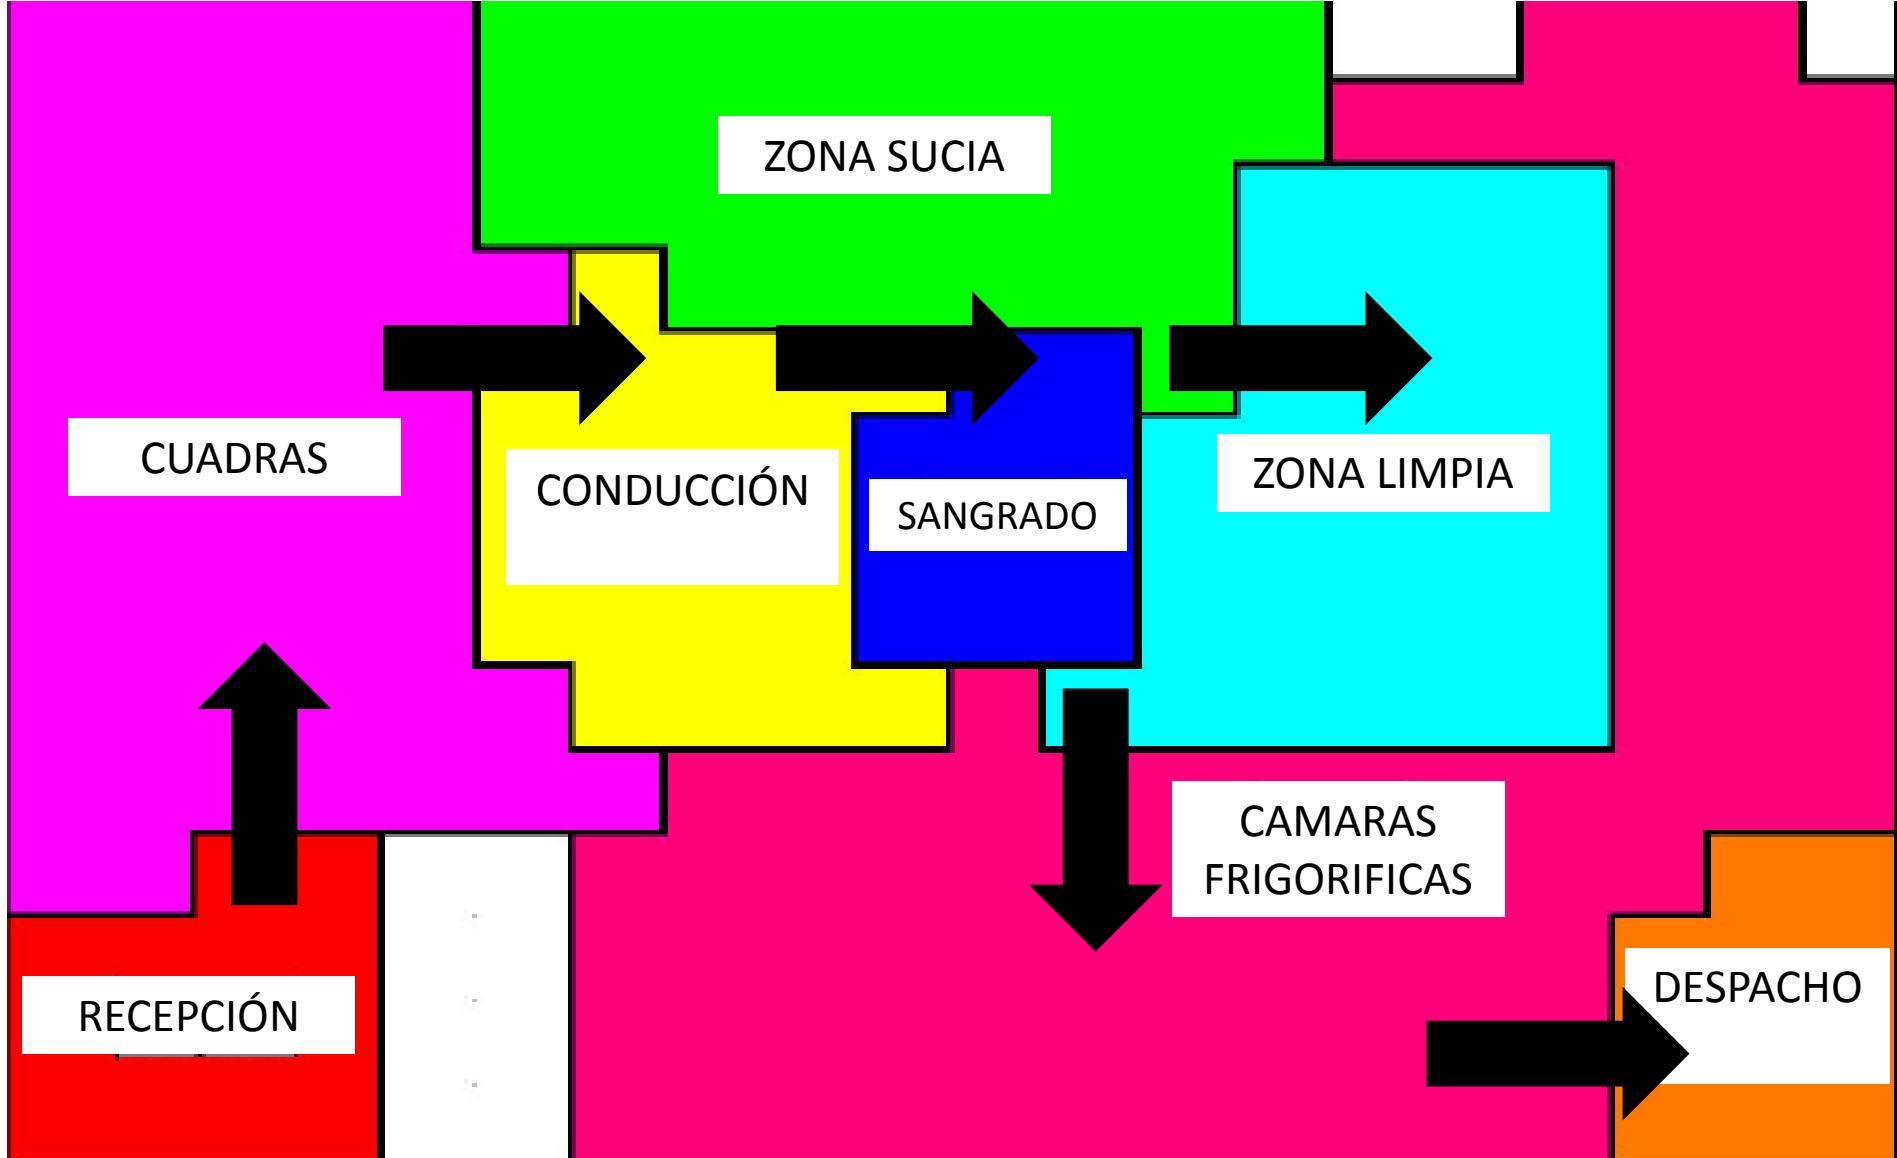 ZONA SUCIA
CUADRAS
CONDUCCIÓN
SANGRADO
ZONA LIMPIA
CAMARAS
FRIGORIFICAS
RECEPCIÓN
DESPACHO